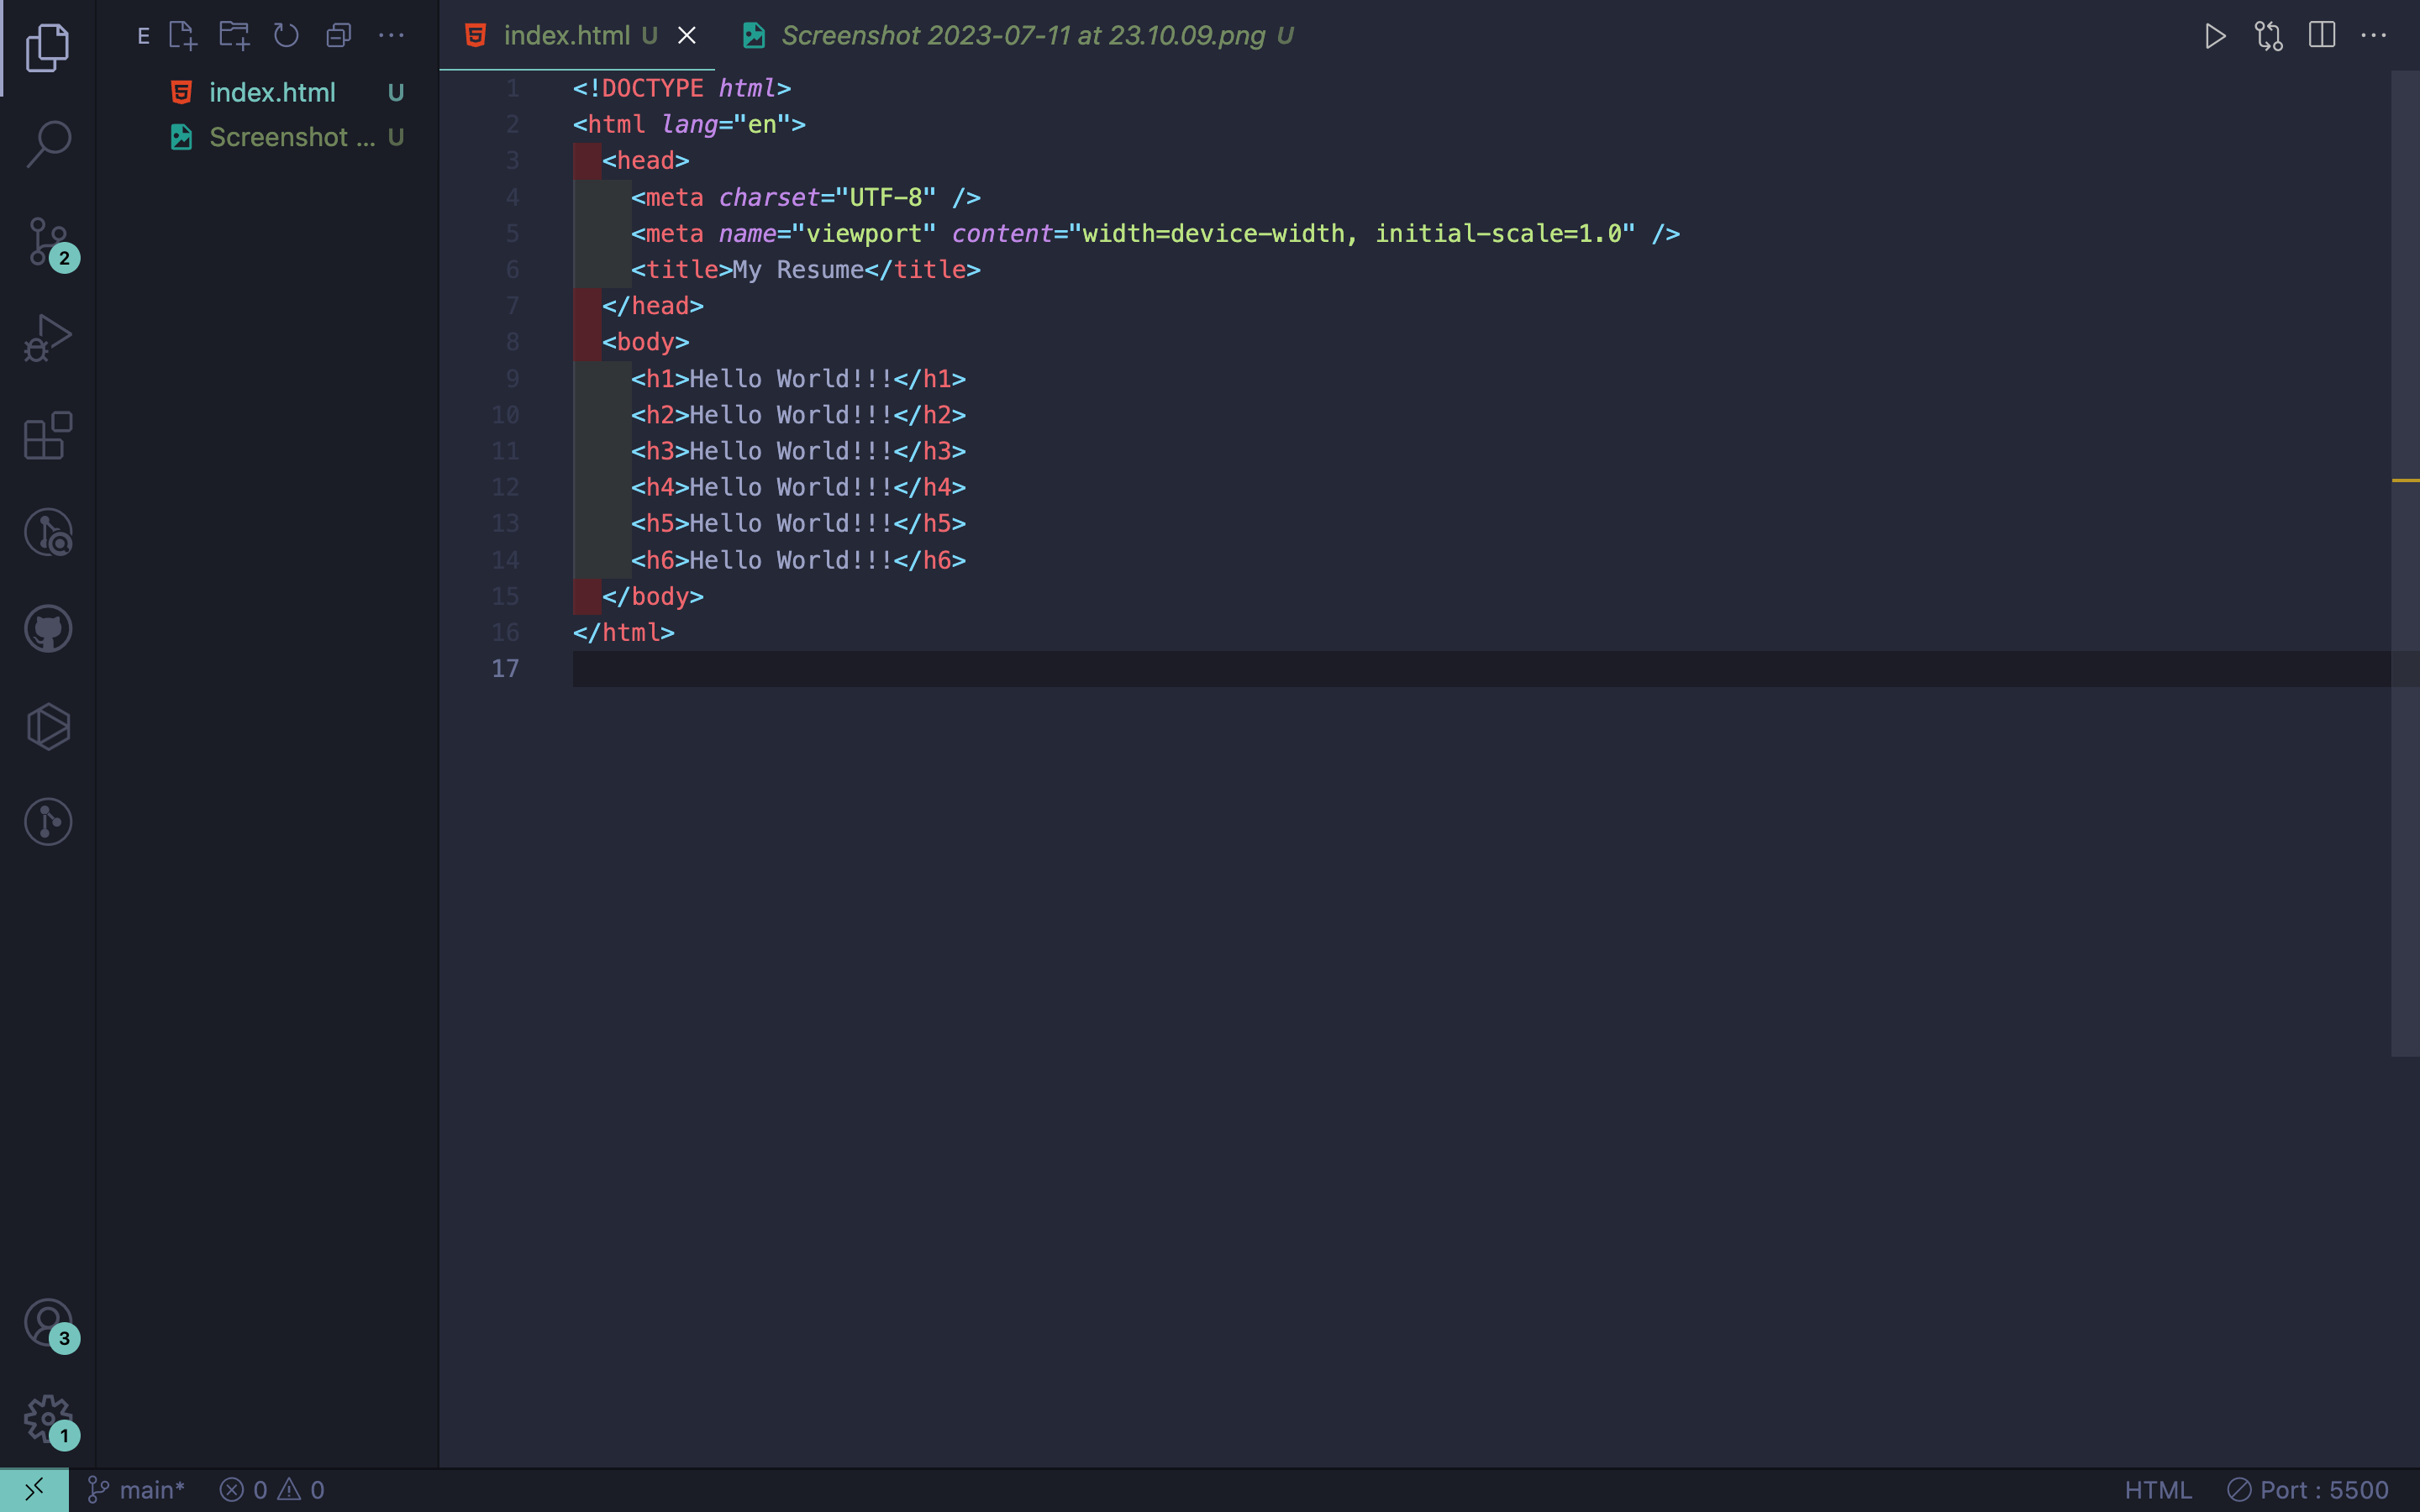 E
index.html U
Screenshot ... U
2
3
1
index.html U
Screenshot 2023-07-11 at 23.10.09.png U
1 <!DOCTYPE html>
2 <html lang="en">
3 <head>
4 <meta charset="UTF-8" />
5 <meta name="viewport" content="width=device-width, initial-scale=1.0" />
6 <title>My Resume</title>
7 </head>
8 <body>
9 <h1>Hello World!!!</h1>
10 <h2>Hello World!!!</h2>
11 <h3>Hello World!!!</h3>
12 <h4>Hello World!!!</h4>
13 <h5>Hello World!!!</h5>
14 <h6>Hello World!!!</h6>
15 </body>
16 </html>
17
main* 0 0
HTML Port : 5500